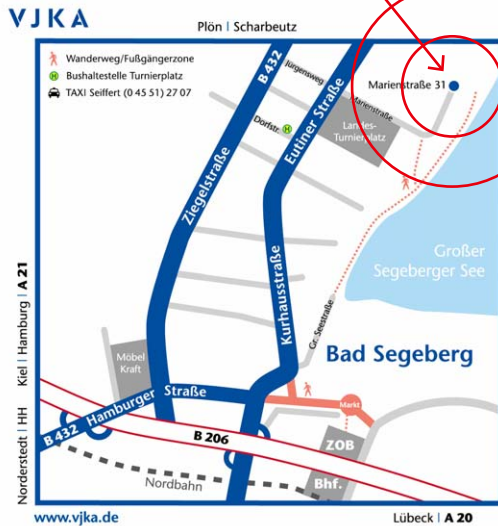 VJKA
Plön | Scharbeutz
Wanderweg/Fußgängerzone
H Bushaltestelle Turnierplatz
TAXI Seiffert (0 45 51) 27 07
B 432
Jürgensweg
Eutiner Straße
Marienstraße
Marienstraße 31
Dorfstr. H
Landes-
Turnierplatz
Ziegelstraße
Großer
Segeberger See
Kurhausstraße
Gr. Seestraße
Kiel | Hamburg | A 21
Norderstedt | HH
Möbel
Kraft
Bad Segeberg
B 432 Hamburger Straße
Markt
B 206
ZOB
Nordbahn
Bhf.
www.vjka.de
Lübeck | A 20